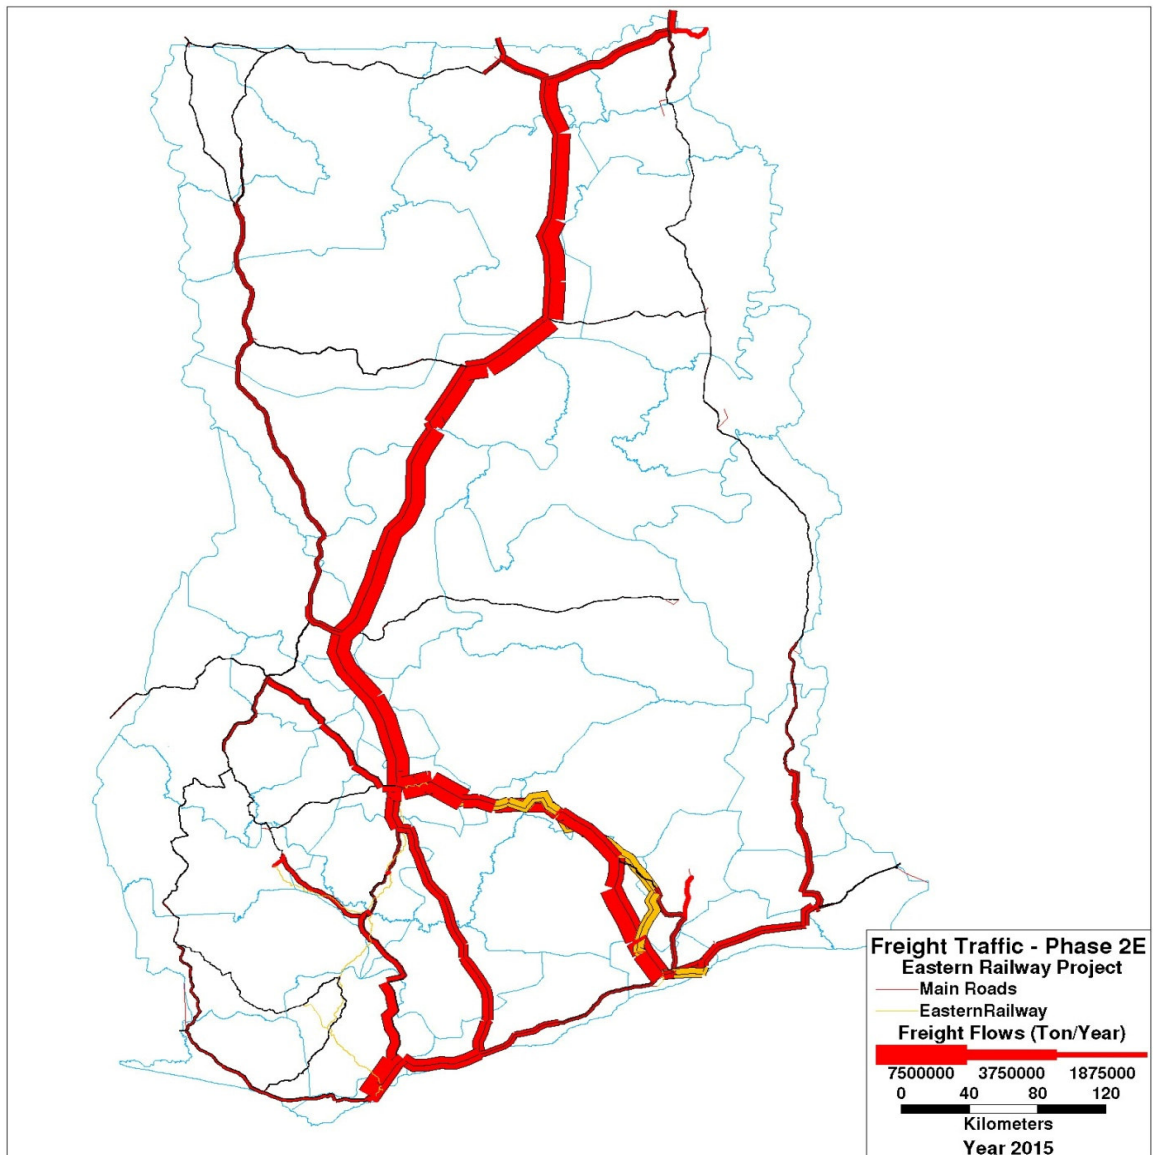 Freight Traffic - Phase 2E
Eastern Railway Project
Main Roads
EasternRailway
Freight Flows (Ton/Year)
7500000 3750000 1875000
0 40 80 120
Kilometers
Year 2015